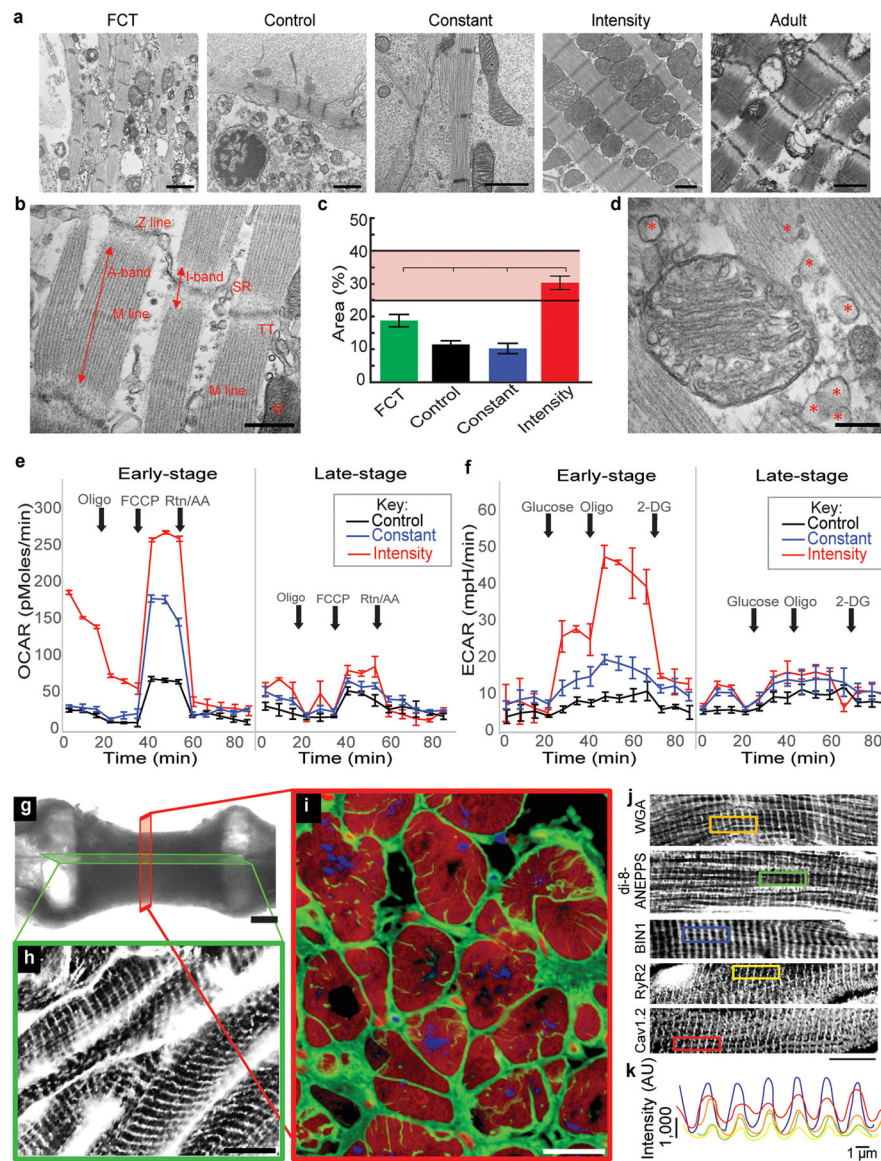 a
FCT
Control
Constant
Intensity
Adult
b
Z line
A-band
I-band
SR
M line
TT
M line
M
c
Area (%)
50
40
30
20
10
0
FCT
Control
Constant
Intensity
d
*
*
*
*
*
*
e
Early-stage
Late-stage
OCAR (pMoles/min)
300
250
200
150
100
50
0
Oligo
FCCP
Rtn/AA
Key:
Control
Constant
Intensity
Oligo
FCCP
Rtn/AA
0 20 40 60 80
0 20 40 60 80
Time (min)
Time (min)
f
Early-stage
Late-stage
ECAR (mpH/min)
60
50
40
30
20
10
0
Glucose
Oligo
2-DG
Key:
Control
Constant
Intensity
Glucose
Oligo
2-DG
0 20 40 60 80
0 20 40 60 80
Time (min)
Time (min)
g
h
i
j
WGA
di-8-
ANEPPS
BIN1
RyR2
Cav1.2
k
Intensity (AU)
1,000
1 µm